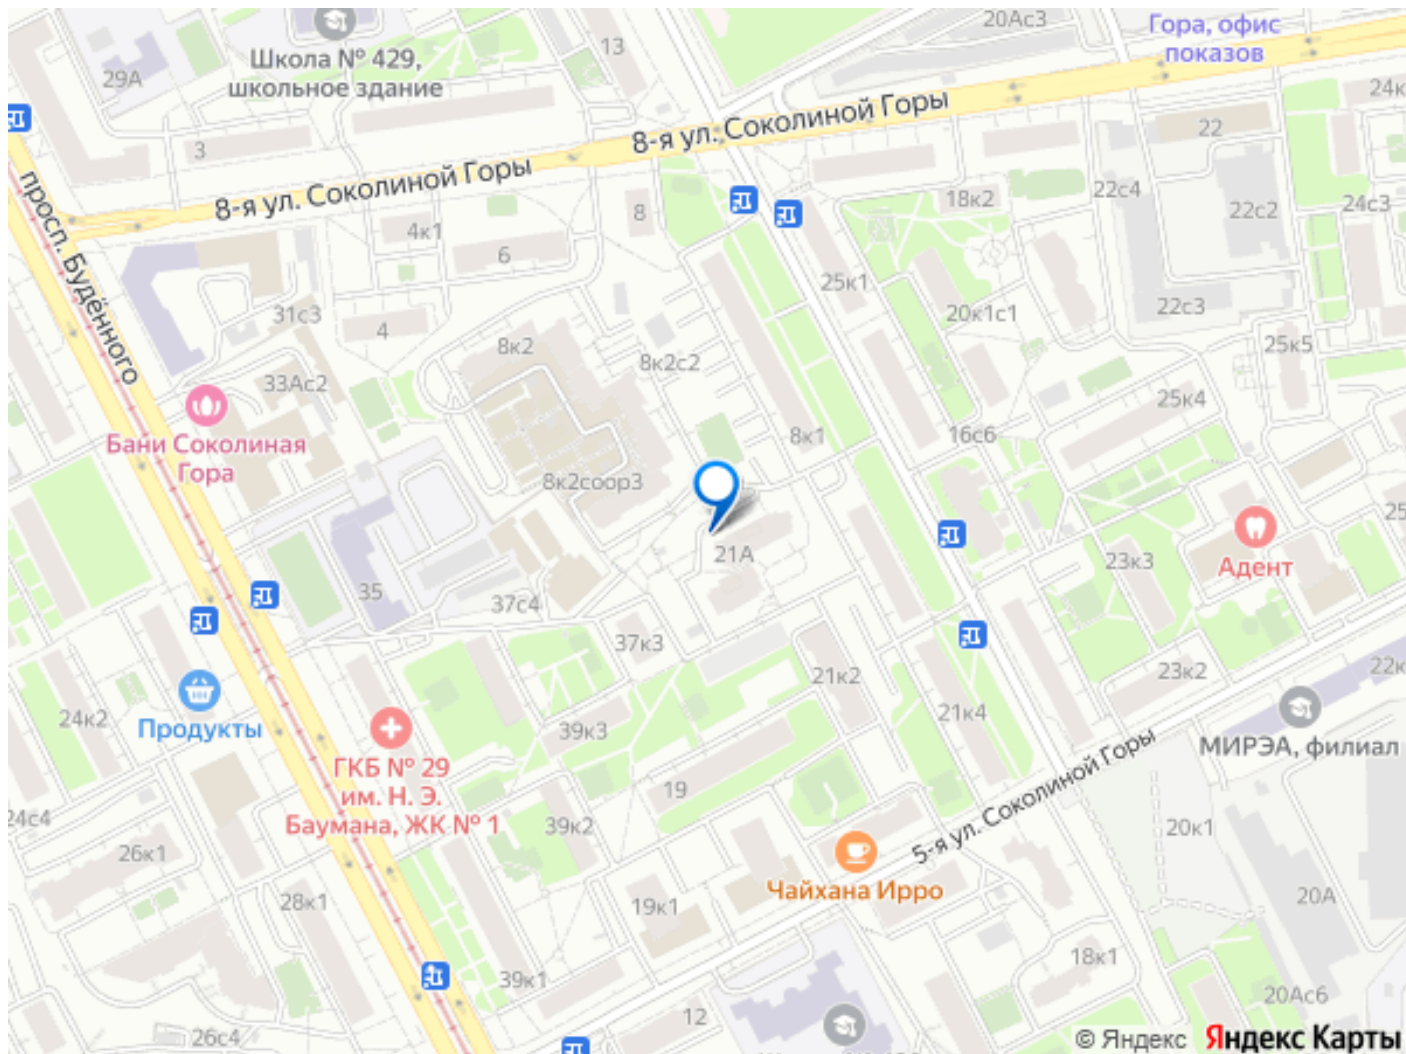 20Ас3
Гора, офис
показов
13
Школа № 429,
школьное здание
29А
24к
8-я ул. Соколиной Горы
22
3
8-я ул. Соколиной Горы
просп. Будённого
22с4
18к2
8
22с2
24с3
4к1
6
25к1
31с3
20к1с1
22с3
4
8к2
25к5
8к2с2
33Ас2
25к4
Бани Соколиная
Гора
8к1
16с6
8к2соор3
25
21А
23к3
Адент
35
37с4
37к3
21к2
23к2
22к
24к2
Продукты
39к3
21к4
МИРЭА, филиал
ГКБ № 29
им. Н. Э.
Баумана, ЖК № 1
19
5-я ул. Соколиной Горы
24с4
39к2
20к1
26к1
Чайхана Ирро
20А
28к1
19к1
18к1
39к1
20Ас6
12
26с4
© Яндекс Яндекс Карты